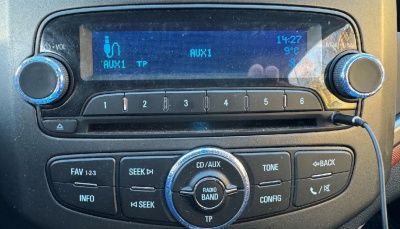 14:27
AUX1
9°C
AUX1 TP
VOL
1 2 3 4 5 6
FAV 1-2-3
SEEK
CD/AUX
TONE
BACK
INFO
SEEK
RADIO
BAND
CONFIG
TP